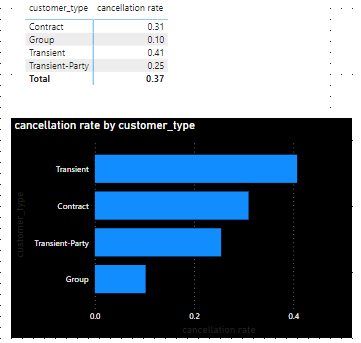 customer_type cancellation rate
Contract 0.31
Group 0.10
Transient 0.41
Transient-Party 0.25
Total 0.37
cancellation rate by customer_type
Transient
Contract
Transient-Party
Group
customer_type
0.0 0.2 0.4
cancellation rate